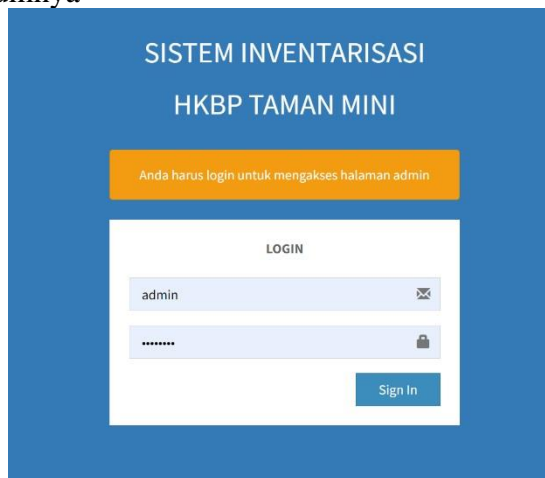 SISTEM INVENTARISASI
HKBP TAMAN MINI
Anda harus login untuk mengakses halaman admin
LOGIN
admin
••••••••
Sign In